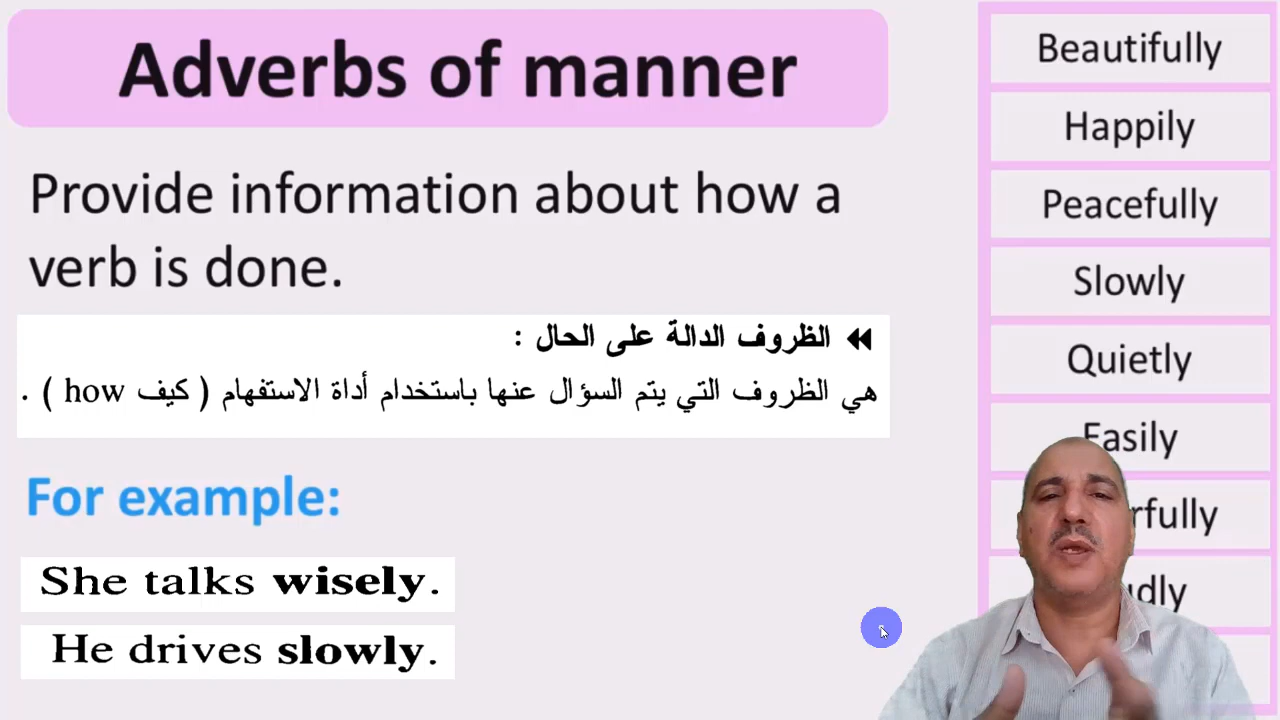 Adverbs of manner
Provide information about how a
verb is done.
الظروف الدالة على الحال :
هي الظروف التي يتم السؤال عنها باستخدام أداة الاستفهام ( كيف how ) .
For example:
She talks wisely.
He drives slowly.
Beautifully
Happily
Peacefully
Slowly
Quietly
Easily